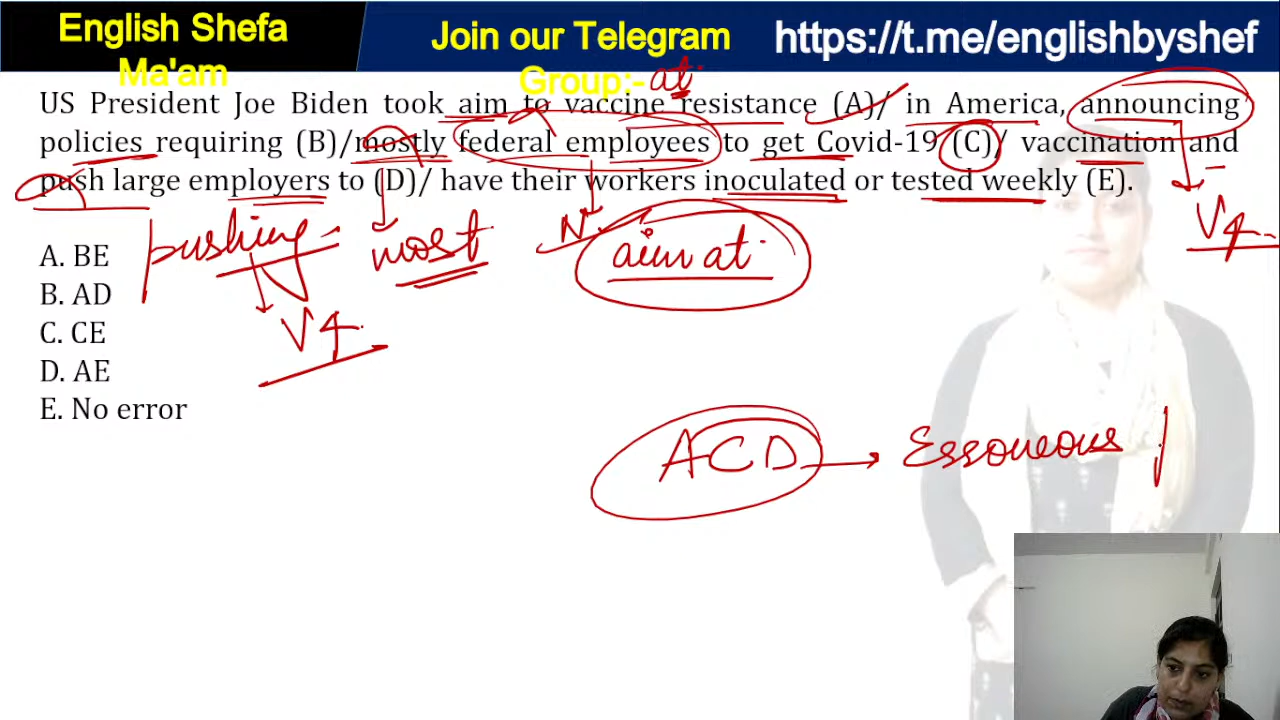 English Shefa
Ma'am
Join our Telegram
Group:-
https://t.me/englishbyshef
at
US President Joe Biden took aim to vaccine resistance (A)/ in America, announcing
policies requiring (B)/mostly federal employees to get Covid-19 (C)/ vaccination and
push large employers to (D)/ have their workers inoculated or tested weekly (E).
pushing
most
N
aim at
V4
A. BE
B. AD
V4
C. CE
D. AE
E. No error
ACD → Erroneous